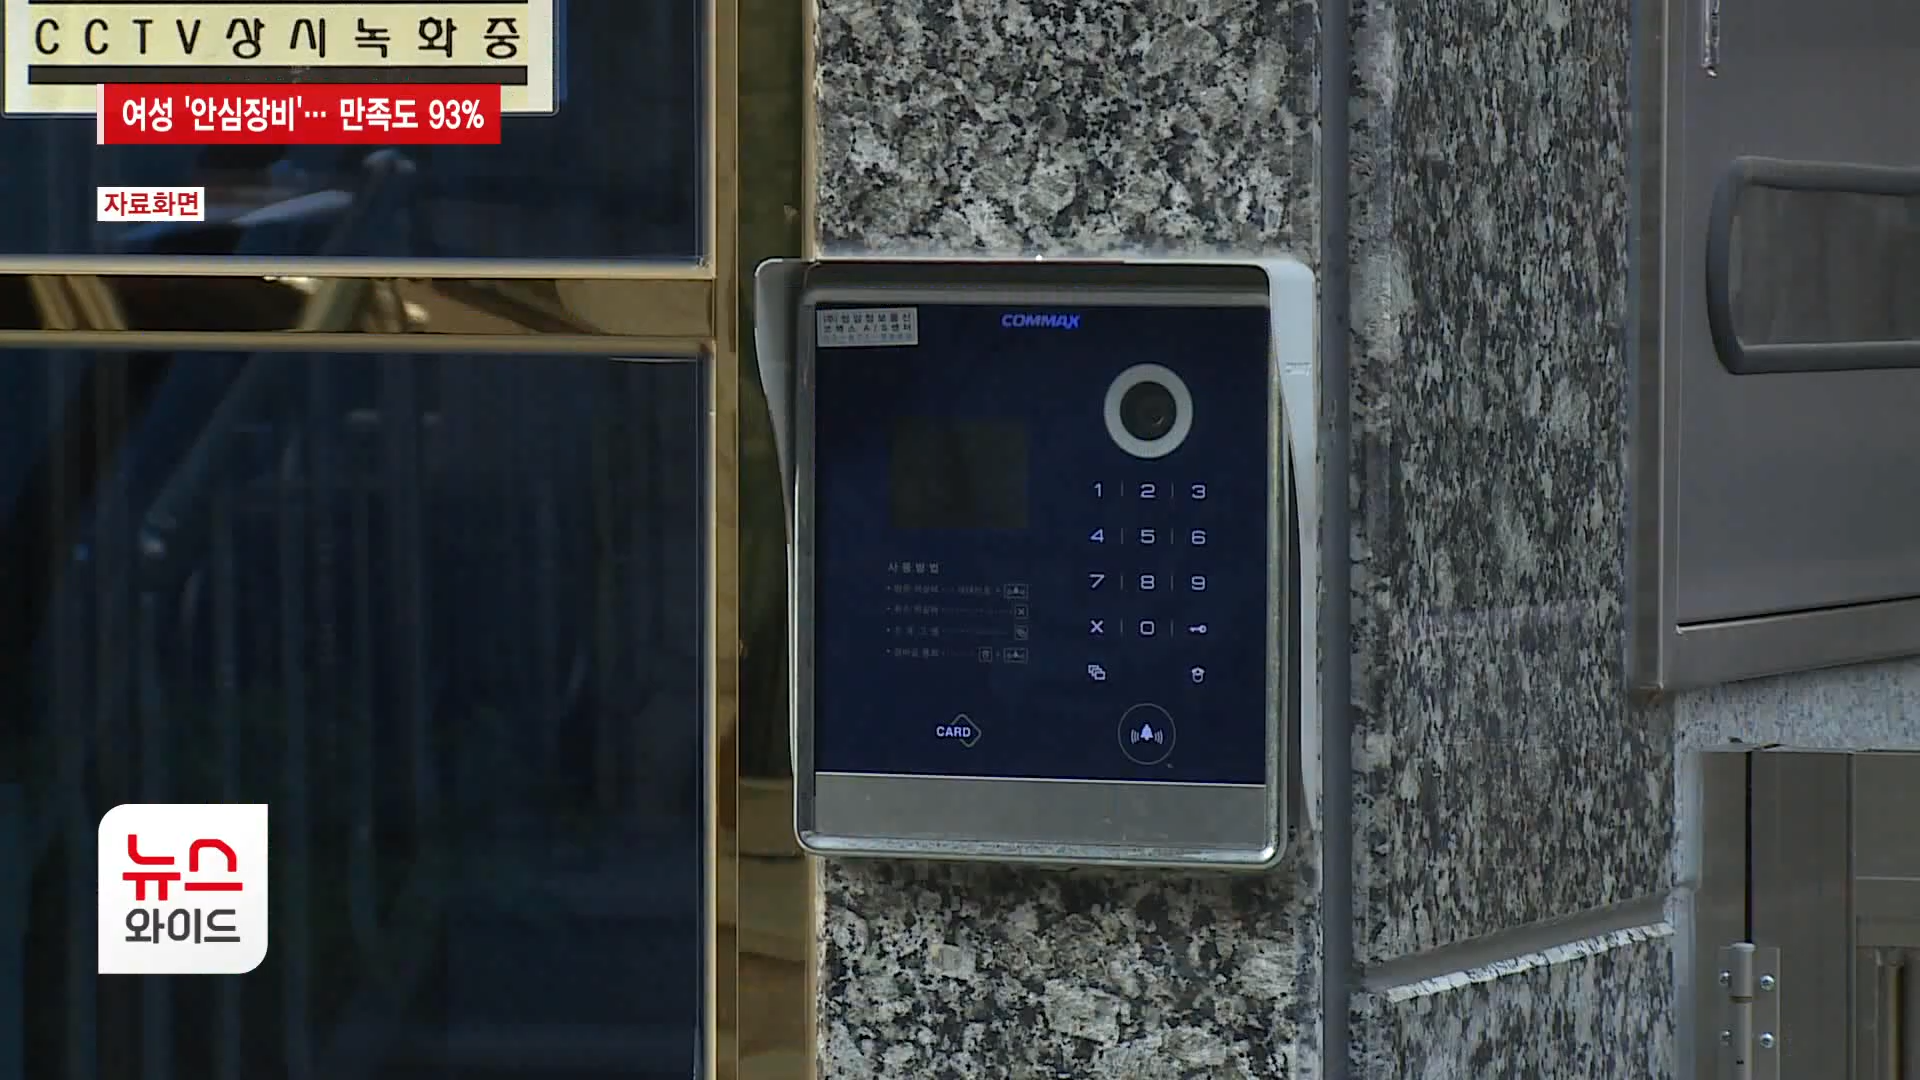 CCTV상시녹화중
여성 '안심장비'… 만족도 93%
자료화면
COMMAX
1 | 2 | 3
4 | 5 | 6
7 | 8 | 9
X | 0
사용방법
CARD
뉴스
와이드